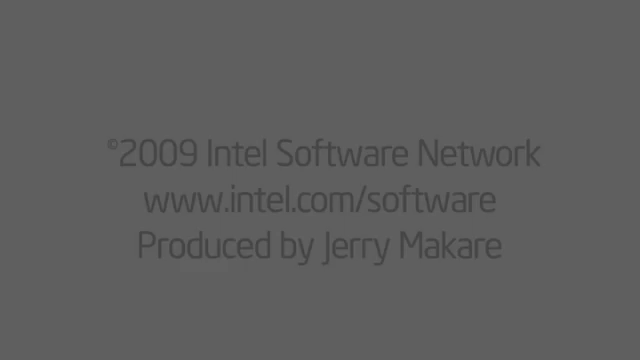 ©2009 Intel Software Network
www.intel.com/software
Produced by Jerry Makare